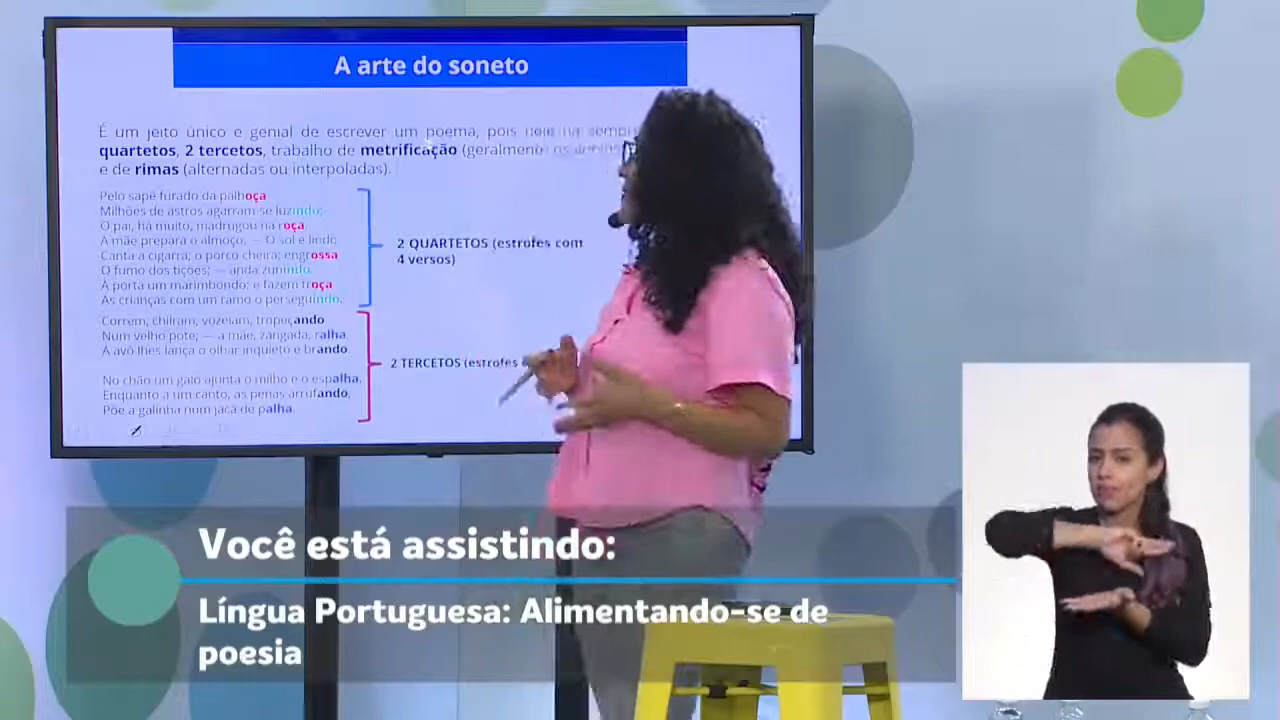 A arte do soneto
É um jeito único e genial de escrever um poema, pois nele há sempre
quartetos, 2 tercetos, trabalho de metrificação (geralmente
e de rimas (alternadas ou interpoladas).
Pelo sapê furado da palhoça
Milhões de astros agarram-se luzindo;
O pai, há muito, madrugou na roça
A mãe prepara o almoço. — O sol é lindo
Canta a cigarra; o porco cheira; engrossa
O fumo dos tições; — anda zunindo
À porta um marimbondo; e fazem troça
As crianças com um ramo o perseguindo.
2 QUARTETOS (estrofes com
4 versos)
Correm, chilram, vozeiam, tropeçando
Num velho pote; — a mãe, zangada, ralha.
A avó lhes lança o olhar inquieto e brando.
No chão um galo ajunta o milho e o espalha,
Enquanto a um canto, as penas arrufando,
Põe a galinha num jacá de palha.
2 TERCETOS (estrofes
Você está assistindo:
Língua Portuguesa: Alimentando-se de
poesia